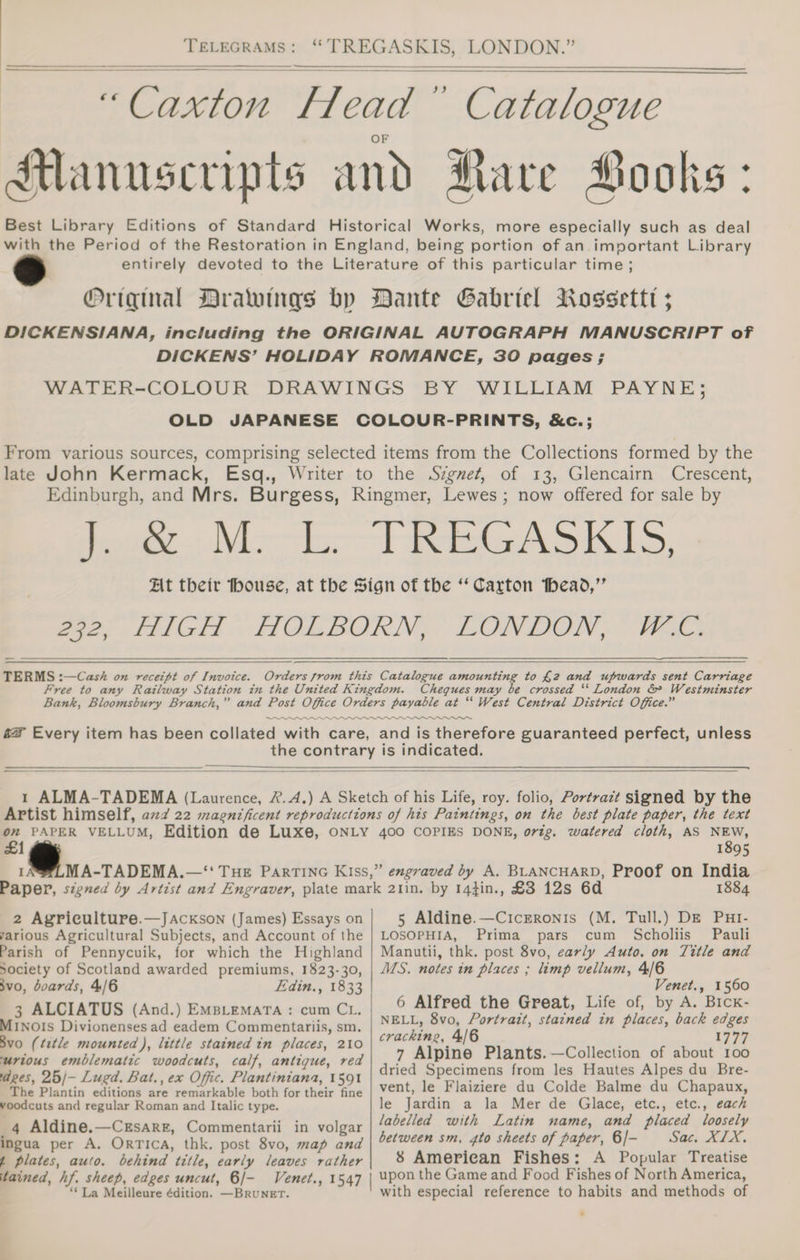 TELEGRAMS: “TREGASKIS, LONDON.”
“Caxton Head” Catalogue
OF
Manuscripts and Rare Books:
Best Library Editions of Standard Historical Works, more especially such as deal
with the Period of the Restoration in England, being portion of an important Library
entirely devoted to the Literature of this particular time;
Original Drawings by Dante Gabriel Rossetti;
DICKENSIANA, including the ORIGINAL AUTOGRAPH MANUSCRIPT of
DICKENS’ HOLIDAY ROMANCE, 30 pages;
WATER-COLOUR DRAWINGS BY WILLIAM PAYNE;
OLD JAPANESE COLOUR-PRINTS, &c.;
From various sources, comprising selected items from the Collections formed by the
late John Kermack, Esq., Writer to the Signet, of 13, Glencairn Crescent,
Edinburgh, and Mrs. Burgess, Ringmer, Lewes; now offered for sale by
J. & M. L. TREGASKIS,
At their House, at the Sign of the “Caxton Head,”
232, HIGH HOLBORN, LONDON, W.C.
TERMS:—Cash on receipt of Invoice. Orders from this Catalogue amounting to £2 and upwards sent Carriage
Free to any Railway Station in the United Kingdom. Cheques may be crossed “London & Westminster
Bank, Bloomsbury Branch,” and Post Office Orders payable at “West Central District Office.”
☞ Every item has been collated with care, and is therefore guaranteed perfect, unless
the contrary is indicated.
1 ALMA-TADEMA (Laurence, R.A.) A Sketch of his Life, roy. folio, Portrait signed by the
Artist himself, and 22 magnificent reproductions of his Paintings, on the best plate paper, the text
on PAPER VELLUM, Edition de Luxe, ONLY 400 COPIES DONE, orig. watered cloth, AS NEW,
£1 1895
1A LMA-TADEMA.—“THE PARTING KISS,” engraved by A. BLANCHARD, Proof on India
Paper, signed by Artist and Engraver, plate mark 21in. by 14½in., £3 12s 6d 1884
2 Agriculture.—JACKSON (James) Essays on
various Agricultural Subjects, and Account of the
Parish of Pennycuik, for which the Highland
Society of Scotland awarded premiums, 1823-30,
8vo, boards, 4/6 Edin., 1833
3 ALCIATUS (And.) EMBLEMATA: cum CL.
MINOIS Divionenses ad eadem Commentariis, sm.
8vo (title mounted), little stained in places, 210
curious emblematic woodcuts, calf, antique, red
edges, 25/- Lugd. Bat., ex Offic. Plantiniana, 1591
The Plantin editions are remarkable both for their fine
woodcuts and regular Roman and Italic type.
4 Aldine.—CESARE, Commentarii in volgar
lingua per A. ORTICA, thk. post 8vo, map and
plates, auto. behind title, early leaves rather
stained, hf. sheep, edges uncut, 6/- Venet., 1547
“La Meilleure édition.—BRUNET.
5 Aldine.—CICERONIS (M. Tull.) DE PHI-
LOSOPHIA, Prima pars cum Scholiis Pauli
Manutii, thk. post 8vo, early Auto. on Title and
MS. notes in places; limp vellum, 4/6
Venet., 1560
6 Alfred the Great, Life of, by A. BICK-
NELL, 8vo, Portrait, stained in places, back edges
cracking, 4/6 1777
7 Alpine Plants.—Collection of about 100
dried Specimens from les Hautes Alpes du Bre-
vent, le Flaiziere du Colde Balme du Chapaux,
le Jardin a la Mer de Glace, etc., etc., each
labelled with Latin name, and placed loosely
between sm. 4to sheets of paper, 6/- Sac. XIX.
8 American Fishes: A Popular Treatise
upon the Game and Food Fishes of North America,
with especial reference to habits and methods of